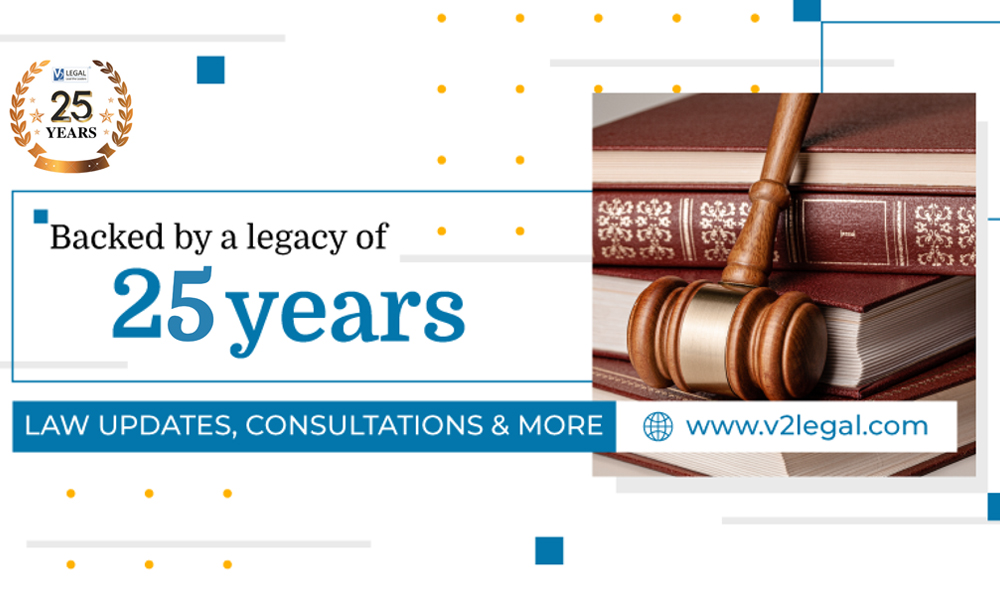 V2 LEGAL
25
YEARS
Backed by a legacy of
25 years
LAW UPDATES, CONSULTATIONS & MORE
www.v2legal.com